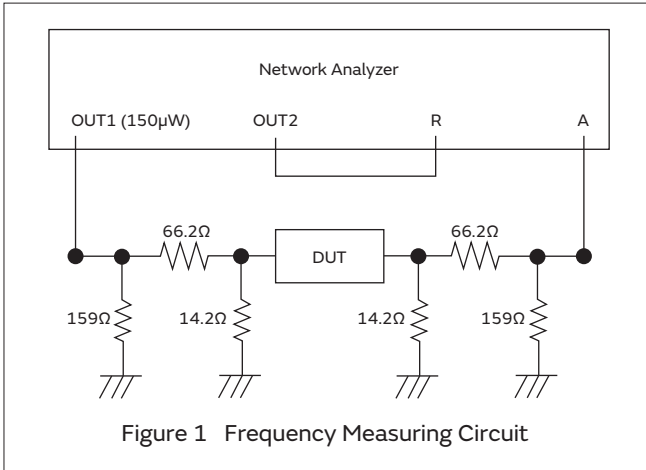 Network Analyzer
OUT1 (150µW) OUT2 R A
66.2Ω 66.2Ω
DUT
159Ω 14.2Ω 14.2Ω 159Ω
Figure 1 Frequency Measuring Circuit